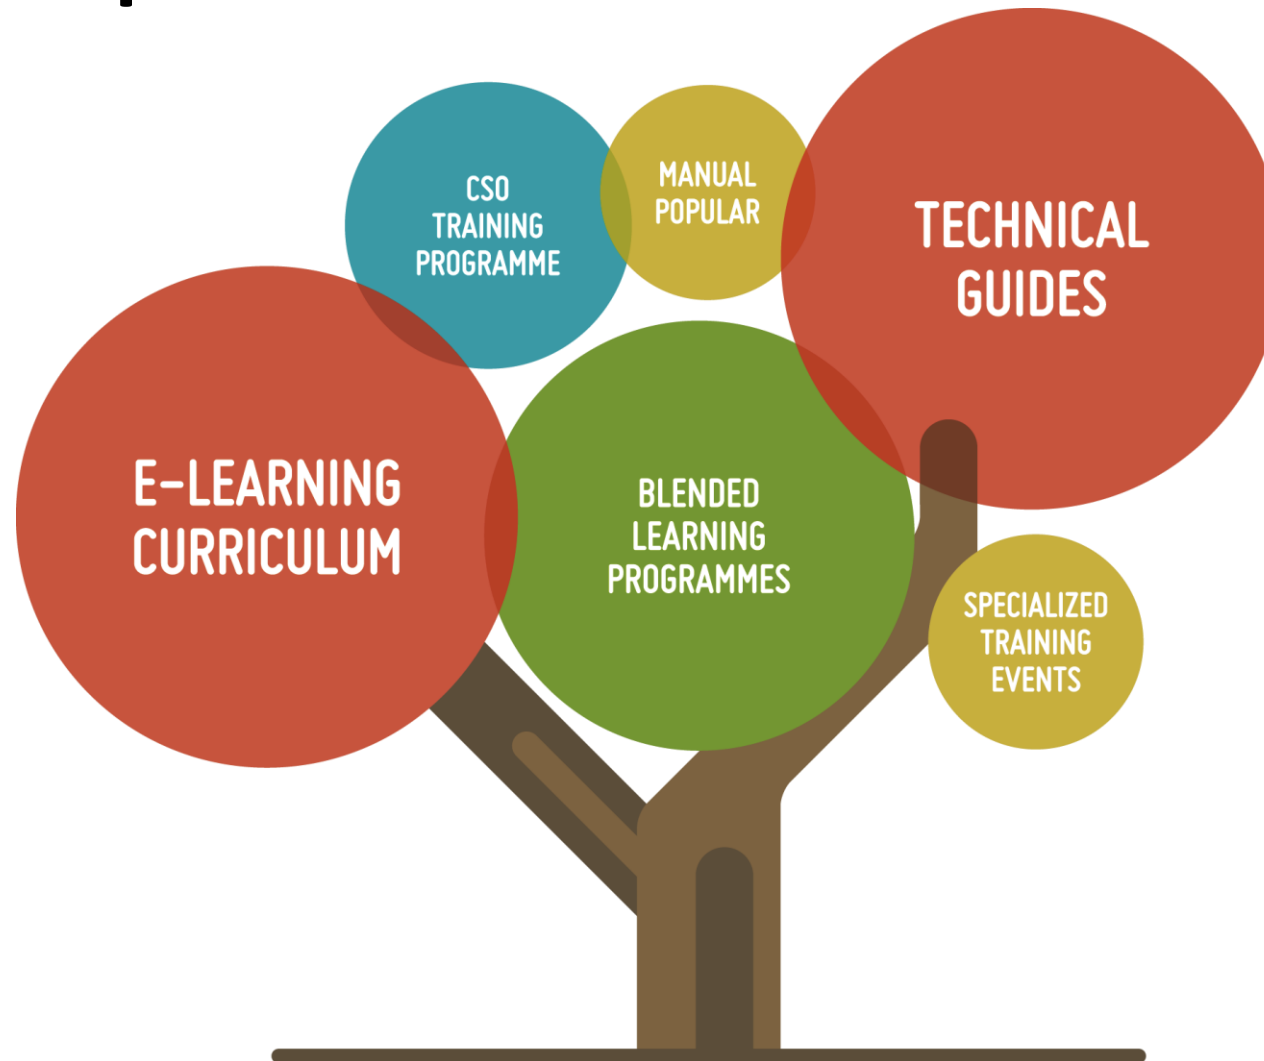 CSO
TRAINING
PROGRAMME
MANUAL
POPULAR
TECHNICAL
GUIDES
E-LEARNING
CURRICULUM
BLENDED
LEARNING
PROGRAMMES
SPECIALIZED
TRAINING
EVENTS